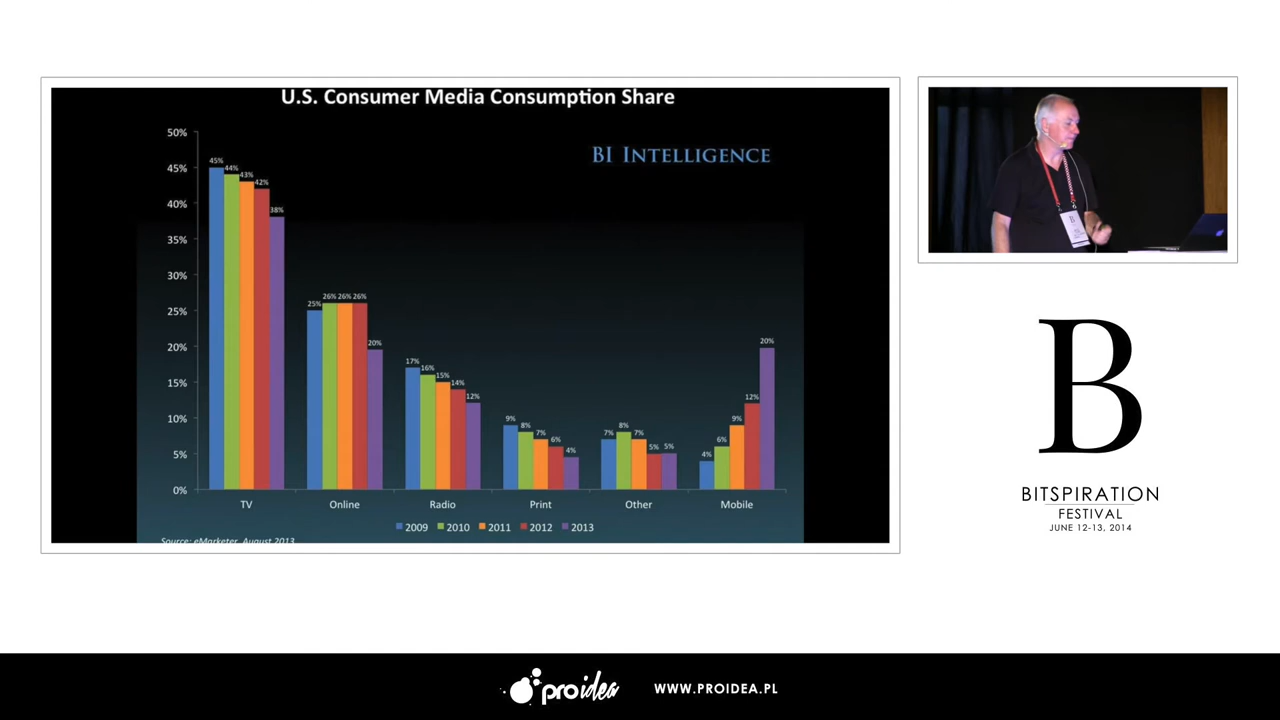 U.S. Consumer Media Consumption Share
BI INTELLIGENCE
50%
45%
40%
35%
30%
25%
20%
15%
10%
5%
0%
45% 44% 43% 42% 38%
25% 26% 26% 26% 20%
17% 16% 15% 14% 12%
9% 8% 7% 6% 4%
7% 8% 7% 5% 5%
4% 6% 9% 12% 20%
TV Online Radio Print Other Mobile
2009 2010 2011 2012 2013
Source: eMarketer, August 2013
B
B
BITSPIRATION
FESTIVAL
JUNE 12-13, 2014
proidea WWW.PROIDEA.PL